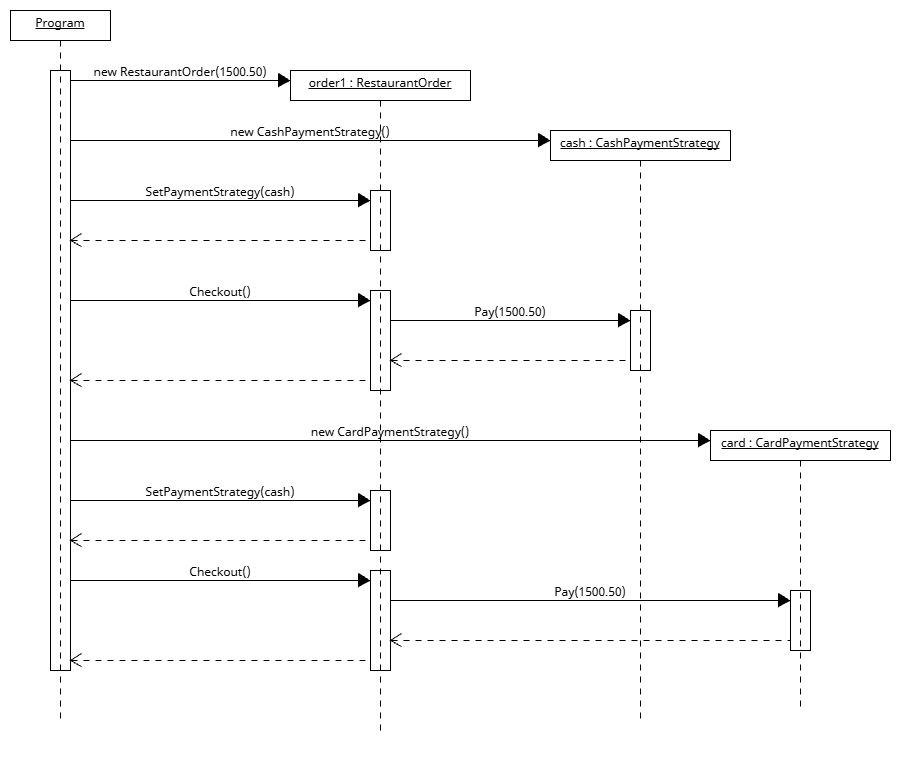 Program
new RestaurantOrder(1500.50)
order1 : RestaurantOrder
new CashPaymentStrategy()
cash : CashPaymentStrategy
SetPaymentStrategy(cash)
Checkout()
Pay(1500.50)
new CardPaymentStrategy()
card : CardPaymentStrategy
SetPaymentStrategy(cash)
Checkout()
Pay(1500.50)